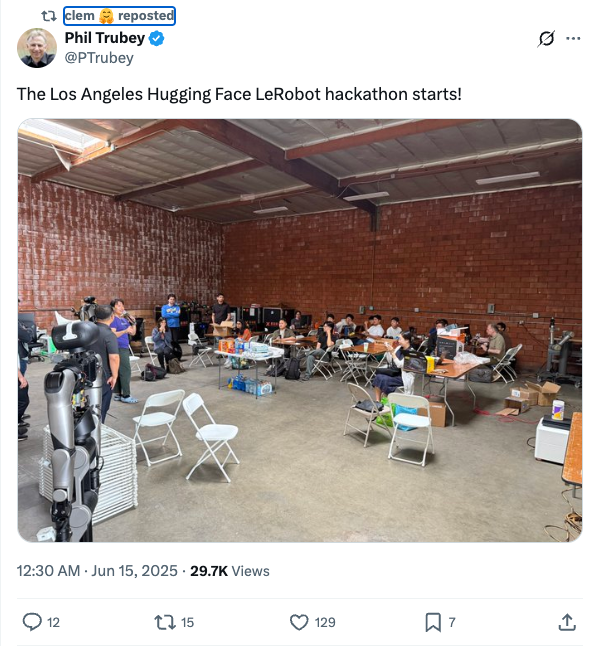 clem 🤗 reposted
Phil Trubey
@PTrubey
The Los Angeles Hugging Face LeRobot hackathon starts!
12:30 AM · Jun 15, 2025 · 29.7K Views
12 15 129 7